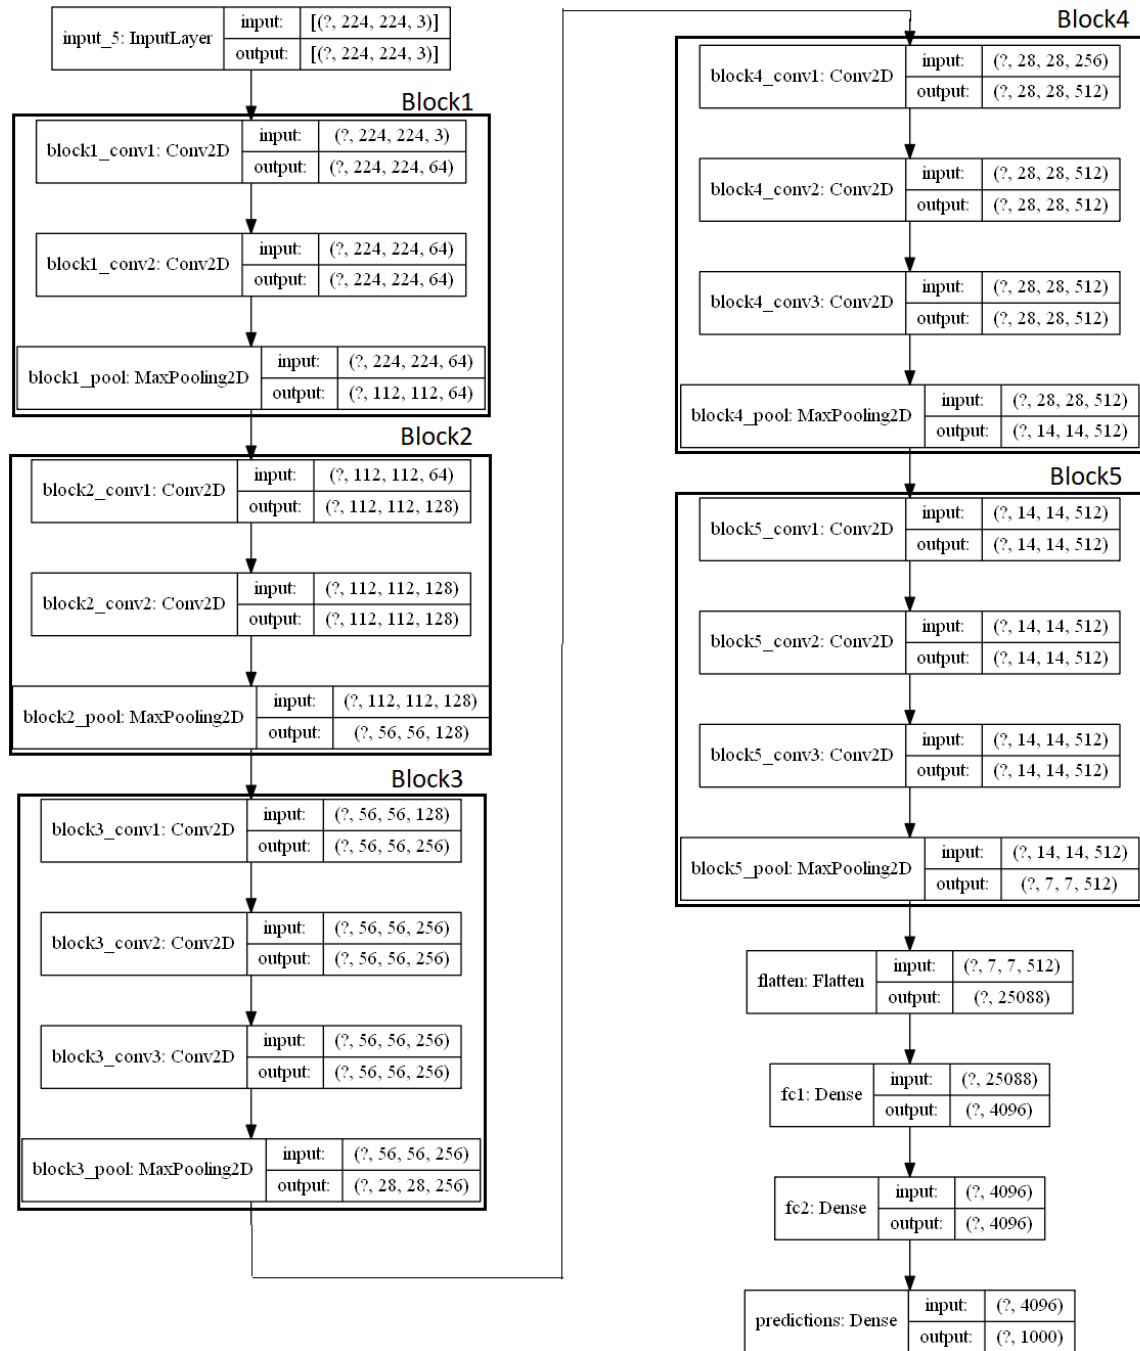 input_5: InputLayer
input: [(?, 224, 224, 3)]
output: [(?, 224, 224, 3)]
Block1
block1_conv1: Conv2D
input: (?, 224, 224, 3)
output: (?, 224, 224, 64)
block1_conv2: Conv2D
input: (?, 224, 224, 64)
output: (?, 224, 224, 64)
block1_pool: MaxPooling2D
input: (?, 224, 224, 64)
output: (?, 112, 112, 64)
Block2
block2_conv1: Conv2D
input: (?, 112, 112, 64)
output: (?, 112, 112, 128)
block2_conv2: Conv2D
input: (?, 112, 112, 128)
output: (?, 112, 112, 128)
block2_pool: MaxPooling2D
input: (?, 112, 112, 128)
output: (?, 56, 56, 128)
Block3
block3_conv1: Conv2D
input: (?, 56, 56, 128)
output: (?, 56, 56, 256)
block3_conv2: Conv2D
input: (?, 56, 56, 256)
output: (?, 56, 56, 256)
block3_conv3: Conv2D
input: (?, 56, 56, 256)
output: (?, 56, 56, 256)
block3_pool: MaxPooling2D
input: (?, 56, 56, 256)
output: (?, 28, 28, 256)
Block4
block4_conv1: Conv2D
input: (?, 28, 28, 256)
output: (?, 28, 28, 512)
block4_conv2: Conv2D
input: (?, 28, 28, 512)
output: (?, 28, 28, 512)
block4_conv3: Conv2D
input: (?, 28, 28, 512)
output: (?, 28, 28, 512)
block4_pool: MaxPooling2D
input: (?, 28, 28, 512)
output: (?, 14, 14, 512)
Block5
block5_conv1: Conv2D
input: (?, 14, 14, 512)
output: (?, 14, 14, 512)
block5_conv2: Conv2D
input: (?, 14, 14, 512)
output: (?, 14, 14, 512)
block5_conv3: Conv2D
input: (?, 14, 14, 512)
output: (?, 14, 14, 512)
block5_pool: MaxPooling2D
input: (?, 14, 14, 512)
output: (?, 7, 7, 512)
flatten: Flatten
input: (?, 7, 7, 512)
output: (?, 25088)
fc1: Dense
input: (?, 25088)
output: (?, 4096)
fc2: Dense
input: (?, 4096)
output: (?, 4096)
predictions: Dense
input: (?, 4096)
output: (?, 1000)